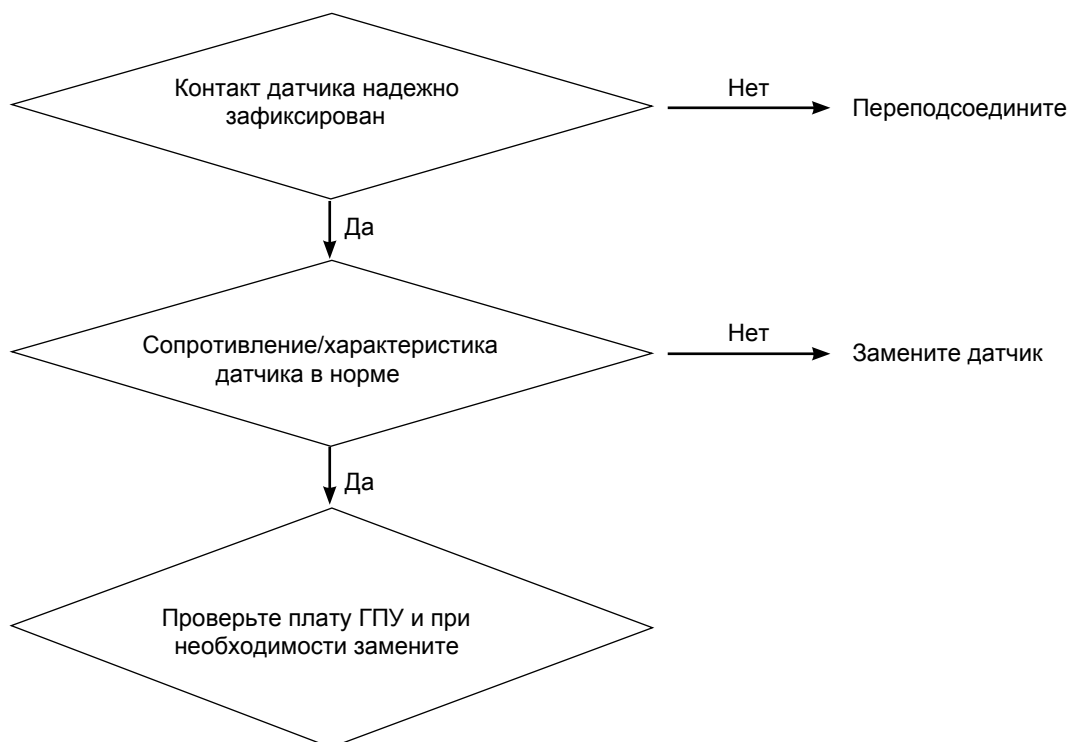 Контакт датчика надежно
зафиксирован
Нет
Переподсоедините
Да
Сопротивление/характеристика
датчика в норме
Нет
Замените датчик
Да
Проверьте плату ГПУ и при
необходимости замените